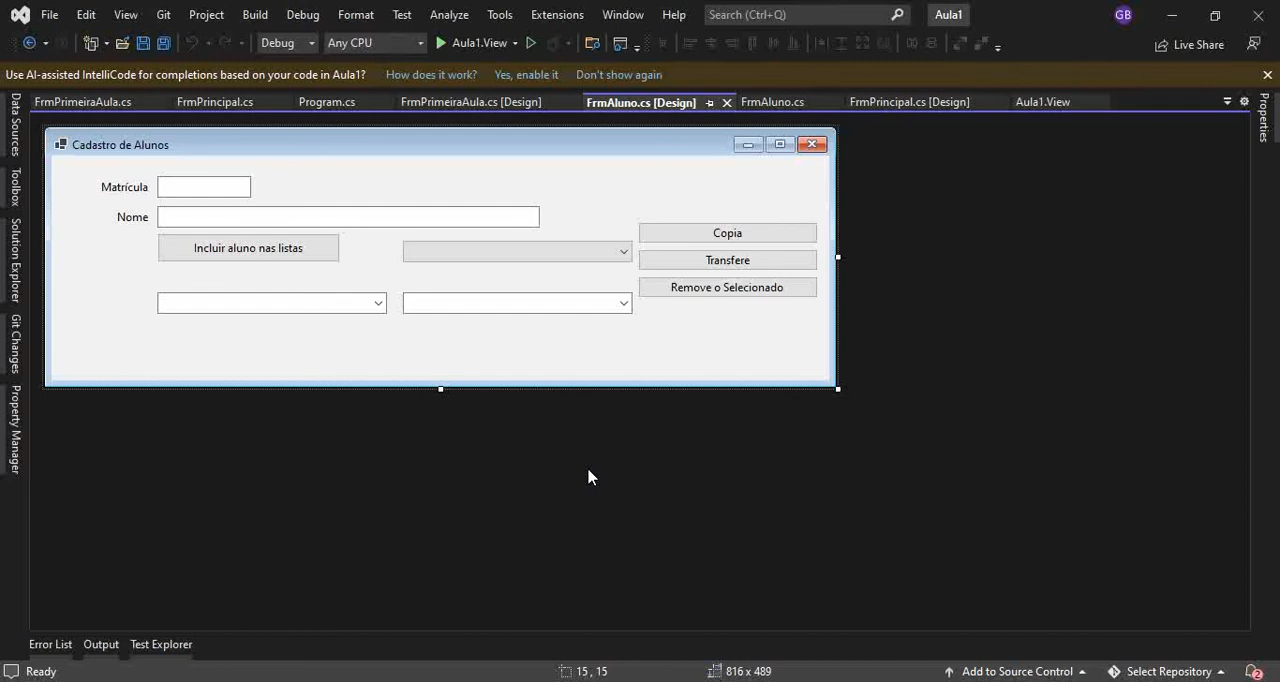 File Edit View Git Project Build Debug Format Test Analyze Tools Extensions Window Help Search (Ctrl+Q) Aula1 GB
Debug Any CPU Aula1.View Live Share
Use AI-assisted IntelliCode for completions based on your code in Aula1? How does it work? Yes, enable it Don't show again
FrmPrimeiraAula.cs FrmPrincipal.cs Program.cs FrmPrimeiraAula.cs [Design] FrmAluno.cs [Design] FrmAluno.cs FrmPrincipal.cs [Design] Aula1.View
Data Sources
Toolbox
Solution Explorer
Git Changes
Property Manager
Properties
Cadastro de Alunos
Matrícula
Nome
Incluir aluno nas listas
Copia
Transfere
Remove o Selecionado
Error List Output Test Explorer
Ready 15 , 15 816 x 489 Add to Source Control Select Repository 2